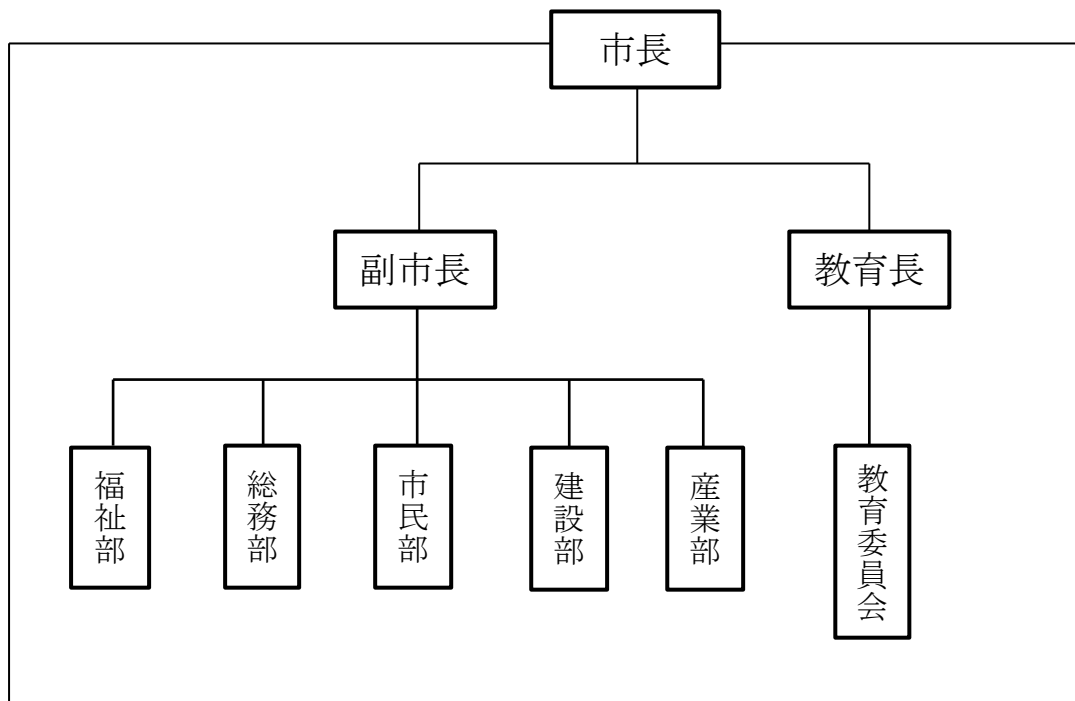 市長
副市長
教育長
福祉部
総務部
市民部
建設部
産業部
教育委員会